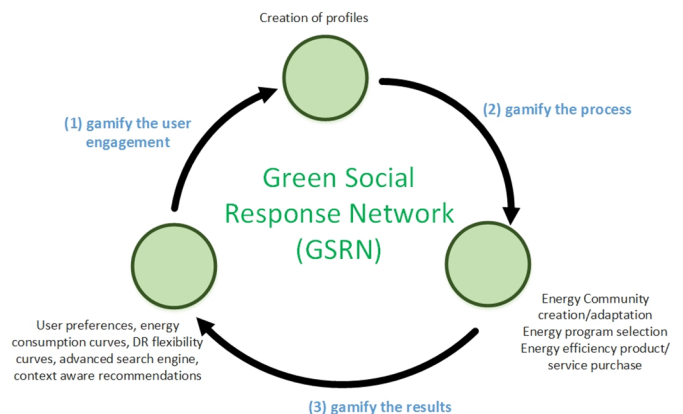 Creation of profiles
(1) gamify the user
engagement
(2) gamify the process
Green Social
Response Network
(GSRN)
User preferences, energy
consumption curves, DR flexibility
curves, advanced search engine,
context aware recommendations
Energy Community
creation/adaptation
Energy program selection
Energy efficiency product/
service purchase
(3) gamify the results